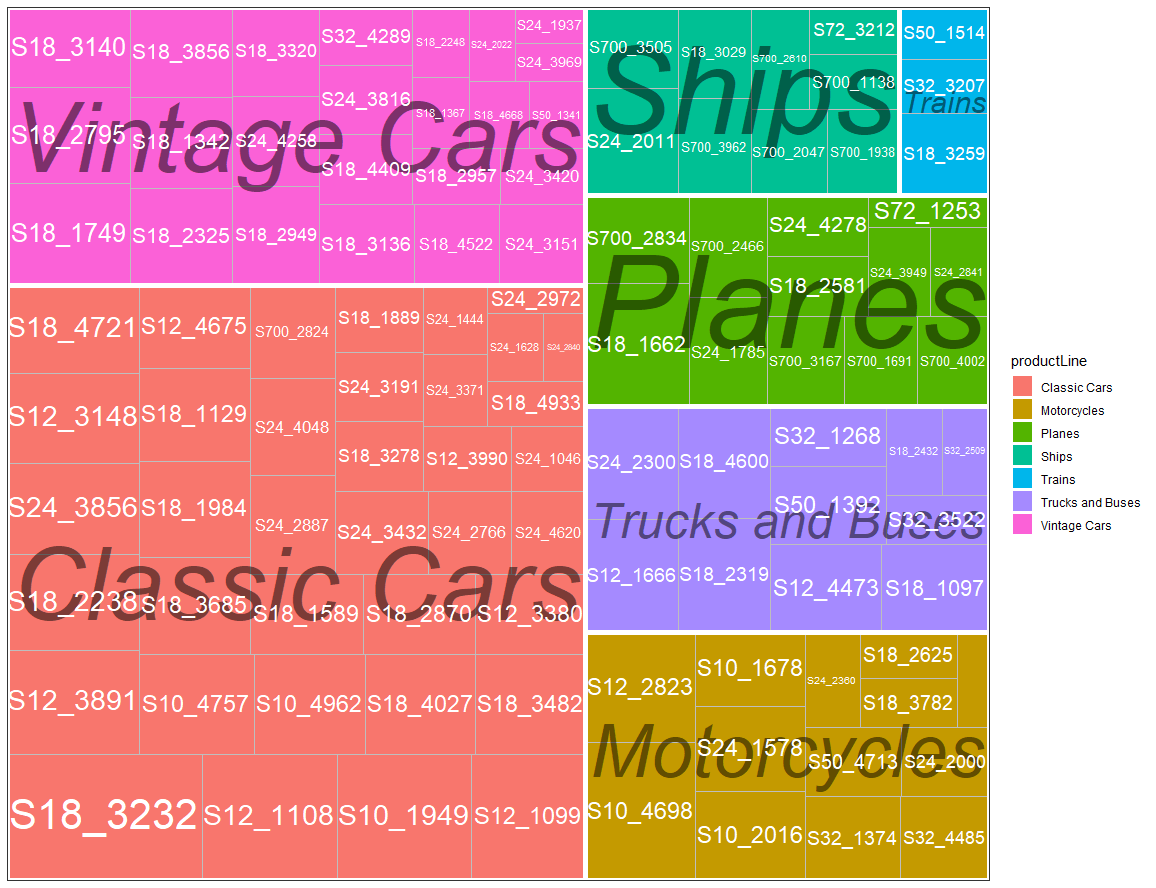 S18_3140
S18_2795
S18_1749
S18_3856
S18_1342
S18_2325
S18_3320
S24_4258
S18_2949
S32_4289
S24_3816
S18_4409
S18_3136
S18_2248
S24_2022
S24_1937
S24_3969
S18_1367
S18_4668
S50_1341
S18_2957
S24_3420
S18_4522
S24_3151
Vintage Cars
S700_3505
S24_2011
S18_3029
S700_3962
S700_2610
S72_3212
S700_1138
S700_2047
S700_1938
Ships
S50_1514
S32_3207
S18_3259
Trains
S700_2834
S18_1662
S700_2466
S24_1785
S24_4278
S18_2581
S72_1253
S24_3949
S24_2841
S700_3167
S700_1691
S700_4002
Planes
S18_4721
S12_3148
S24_3856
S18_2238
S12_3891
S18_3232
S12_4675
S18_1129
S18_1984
S18_3685
S10_4757
S700_2824
S24_4048
S24_2887
S18_1589
S10_4962
S18_1889
S24_3191
S18_3278
S24_3432
S18_2870
S18_4027
S24_1444
S24_3371
S24_2972
S24_1628
S24_2840
S18_4933
S12_3990
S24_1046
S24_2766
S24_4620
S12_3380
S18_3482
S12_1108
S10_1949
S12_1099
Classic Cars
S24_2300
S12_1666
S18_4600
S18_2319
S32_1268
S50_1392
S12_4473
S18_2432
S32_2509
S32_3522
S18_1097
Trucks and Buses
S12_2823
S10_4698
S10_1678
S24_1578
S10_2016
S24_2360
S18_2625
S18_3782
S50_4713
S24_2000
S32_1374
S32_4485
Motorcycles
productLine
Classic Cars
Motorcycles
Planes
Ships
Trains
Trucks and Buses
Vintage Cars